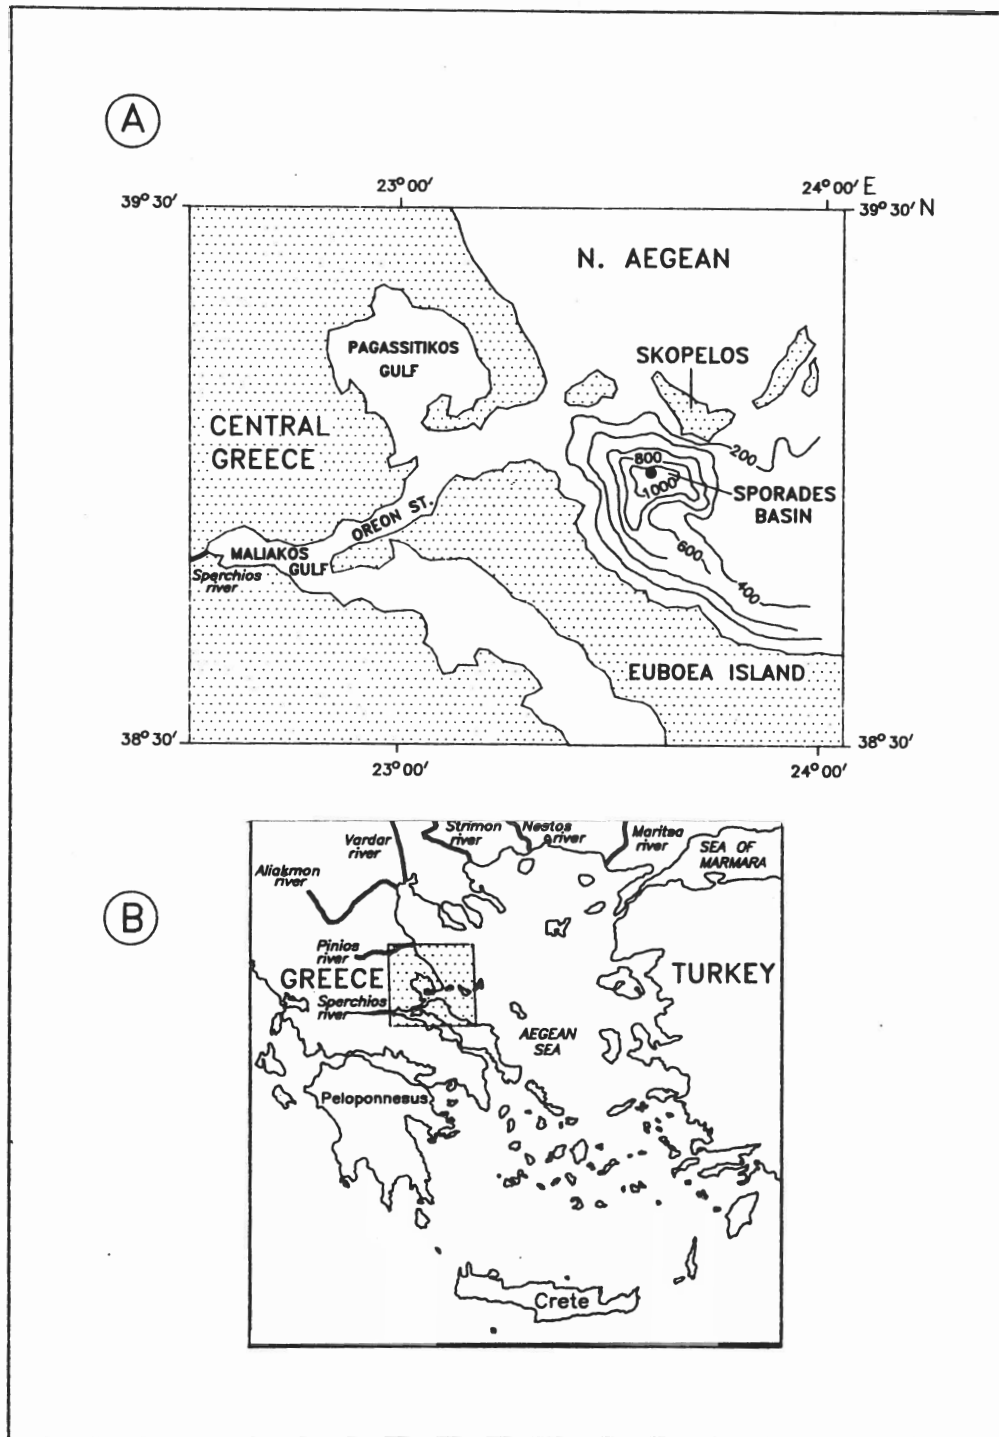 A
23° 00′
24° 00′ E
39° 30′
39° 30′ N
N. AEGEAN
PAGASSITIKOS
GULF
SKOPELOS
CENTRAL
GREECE
200
800
1000
SPORADES
BASIN
OREON ST.
MALIAKOS
GULF
600
Sperchios
river
400
EUBOEA ISLAND
38° 30′
38° 30′
23° 00′
24° 00′
B
Vardar
river
Strimon
river
Nestos
river
Maritsa
river
SEA OF
MARMARA
Aliakmon
river
Pinios
river
GREECE
TURKEY
Sperchios
river
AEGEAN
SEA
Peloponnesus
Crete